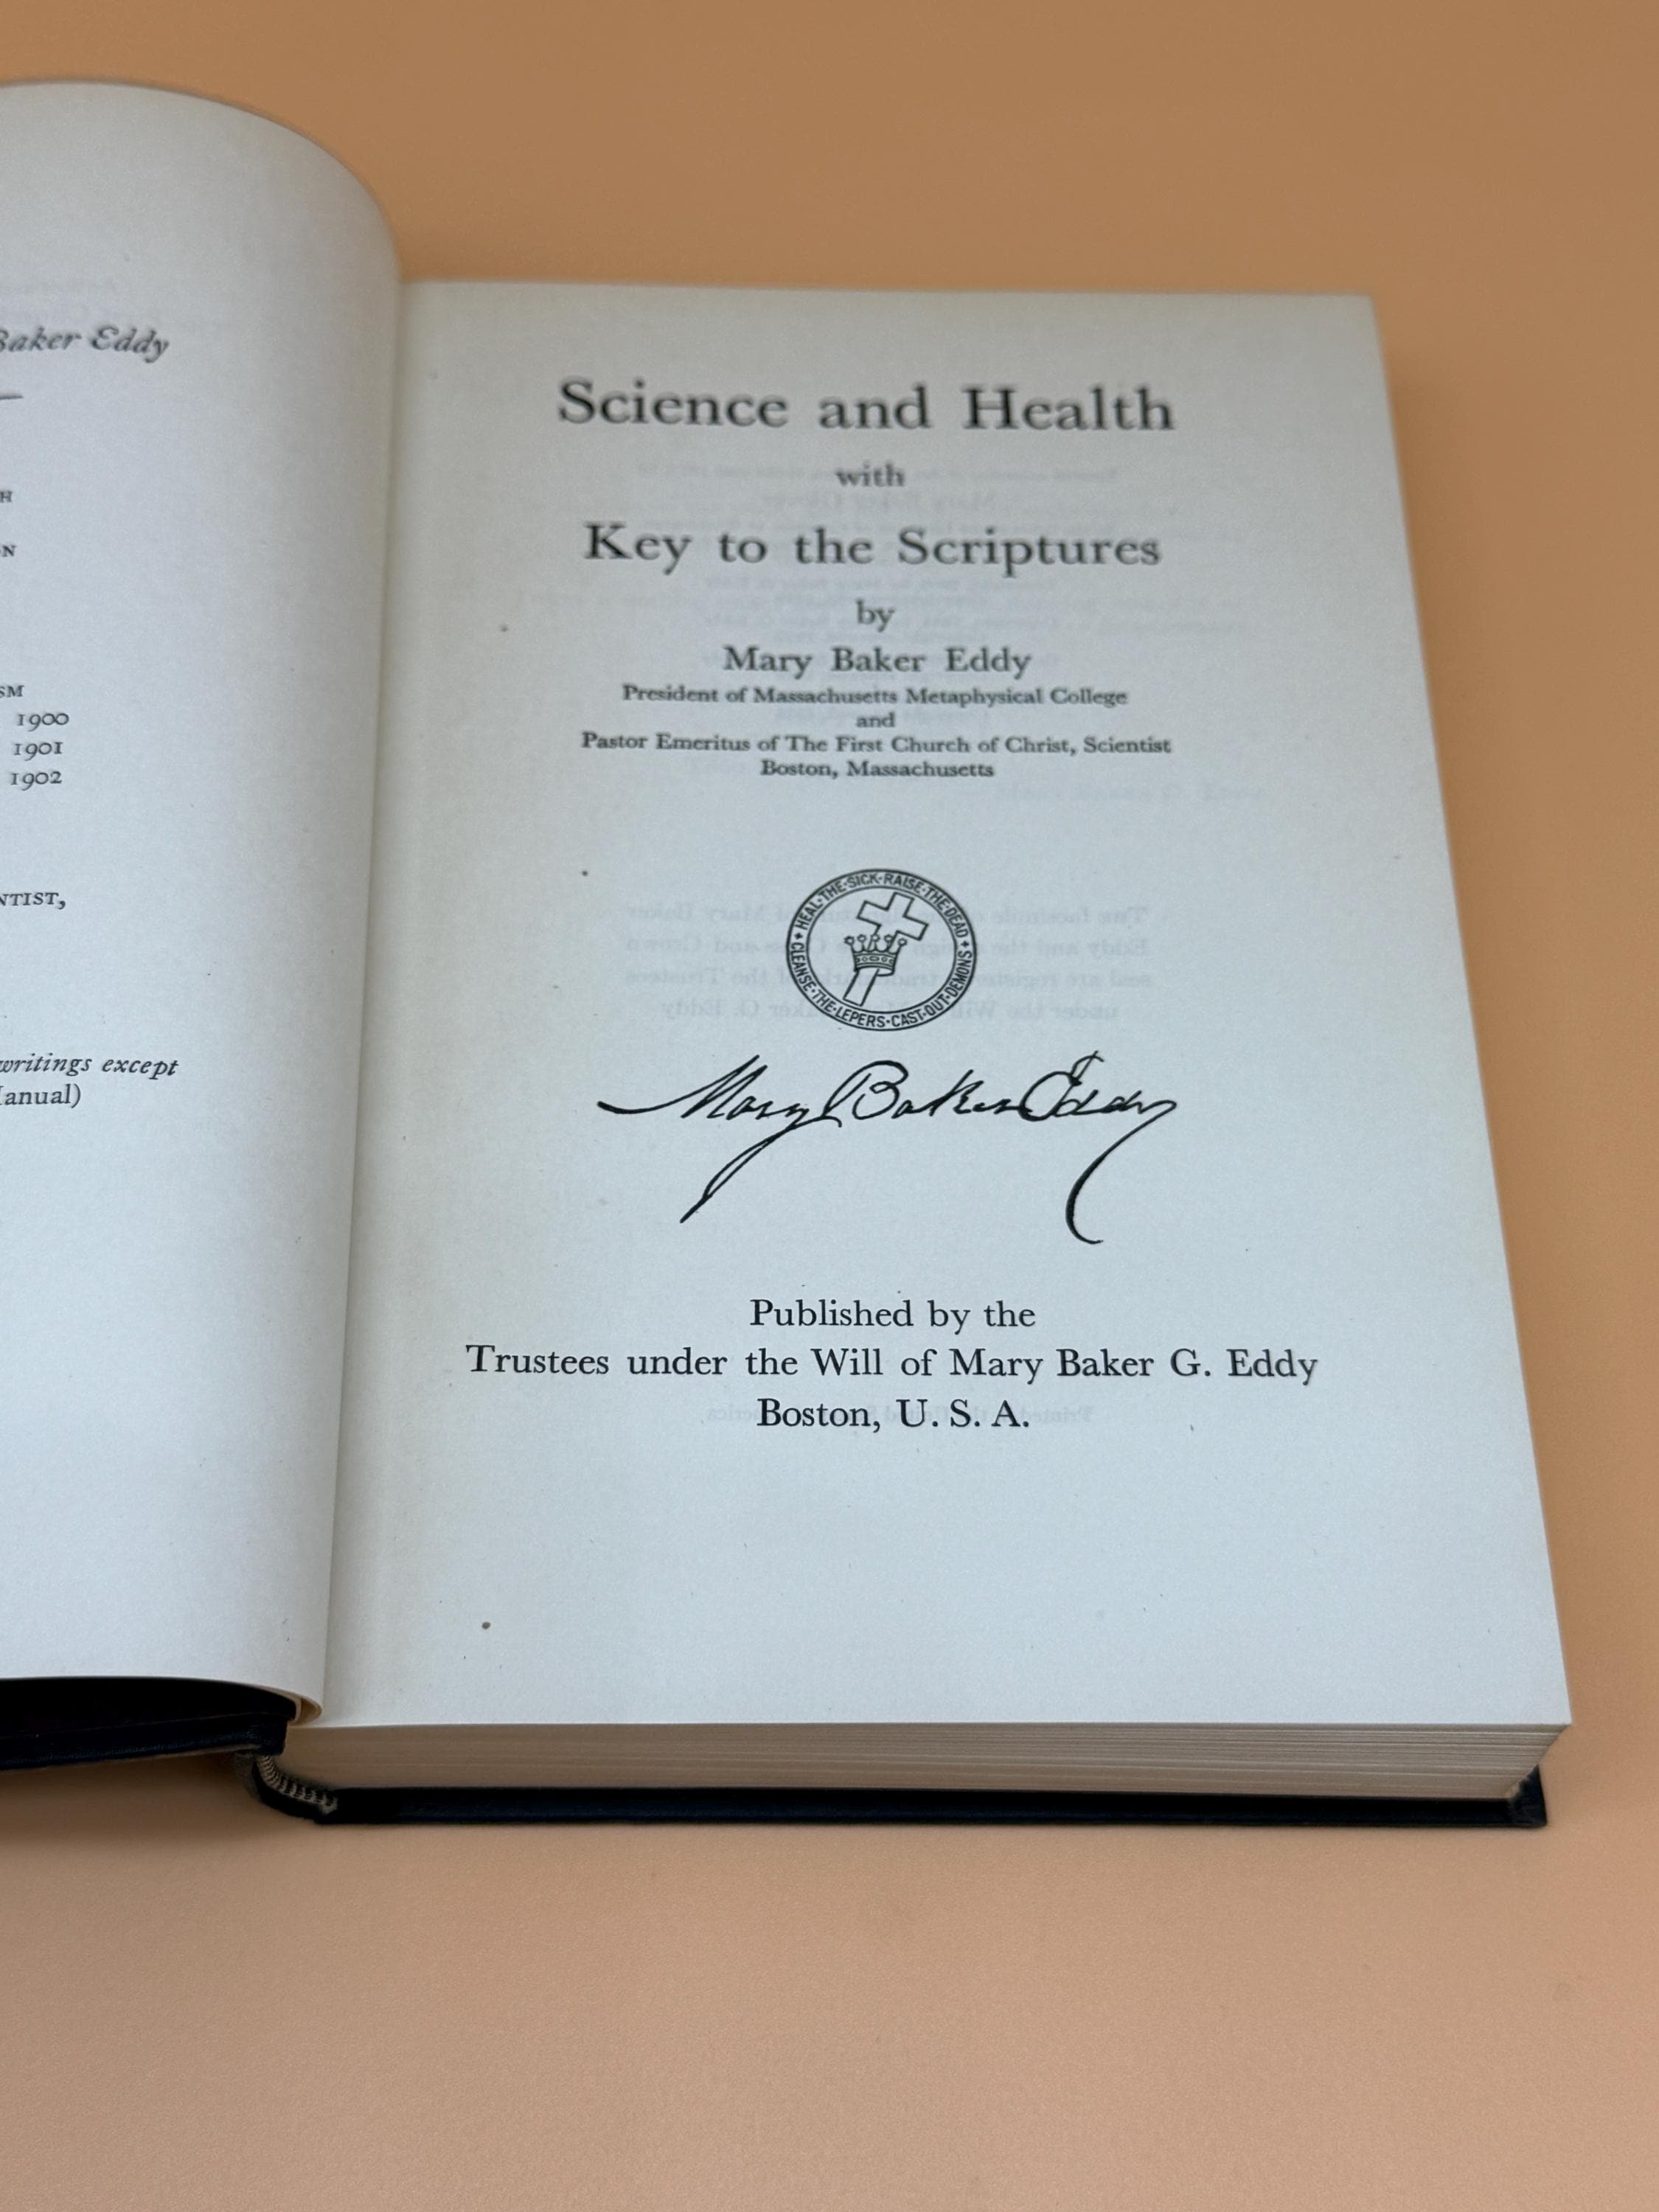 Baker Eddy
H
N
SM
1900
1901
1902
NTIST,
writings except
anual)
Science and Health
with
Key to the Scriptures
by
Mary Baker Eddy
President of Massachusetts Metaphysical College
and
Pastor Emeritus of The First Church of Christ, Scientist
Boston, Massachusetts
HEAL·THE·SICK·RAISE·THE·DEAD
CLEANSE·THE·LEPERS·CAST·OUT·DEMONS
Mary Baker Eddy
Published by the
Trustees under the Will of Mary Baker G. Eddy
Boston, U. S. A.